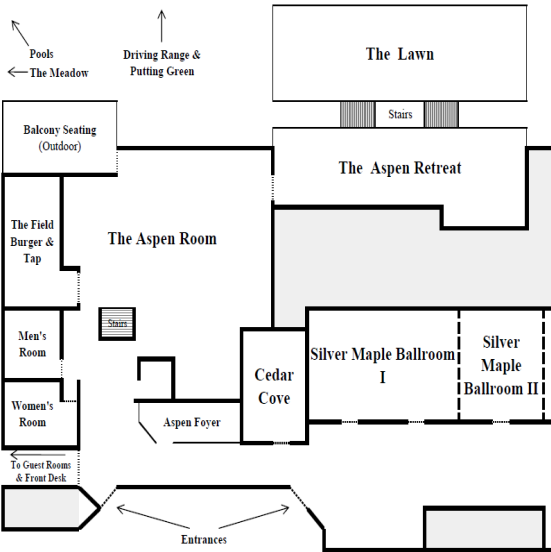 Pools
The Meadow
Driving Range &
Putting Green
The Lawn
Stairs
Balcony Seating
(Outdoor)
The Aspen Retreat
The Field
Burger &
Tap
The Aspen Room
Stairs
Men's
Room
Silver Maple Ballroom
I
Silver
Maple
Ballroom II
Cedar
Cove
Women's
Room
Aspen Foyer
To Guest Rooms
& Front Desk
Entrances